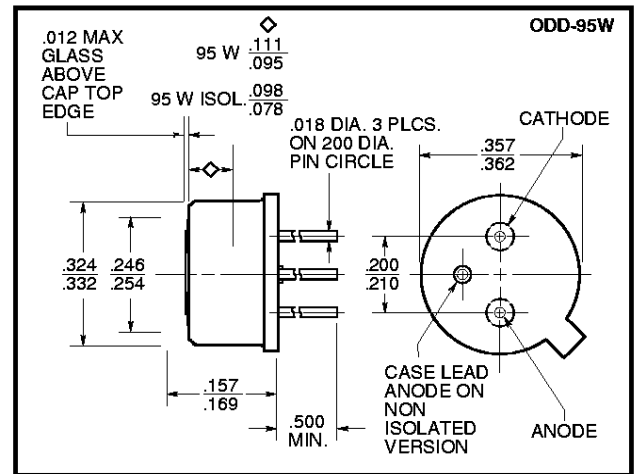 ODD-95W
.012 MAX
GLASS
ABOVE
CAP TOP
EDGE
95 W .111
.095
95 W ISOL. .098
.078
.018 DIA. 3 PLCS.
ON 200 DIA.
PIN CIRCLE
CATHODE
.357
.362
.324
.332
.246
.254
.200
.210
.157
.169
.500
MIN.
CASE LEAD
ANODE ON
NON
ISOLATED
VERSION
ANODE